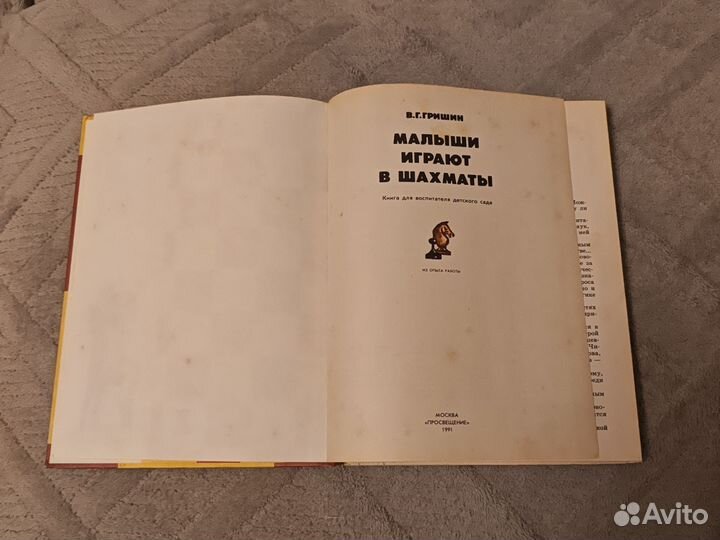 В.Г.ГРИШИН
МАЛЫШИ
ИГРАЮТ
В ШАХМАТЫ
Книга для воспитателя детского сада
ИЗ ОПЫТА РАБОТЫ
МОСКВА
«ПРОСВЕЩЕНИЕ»
1991
Avito